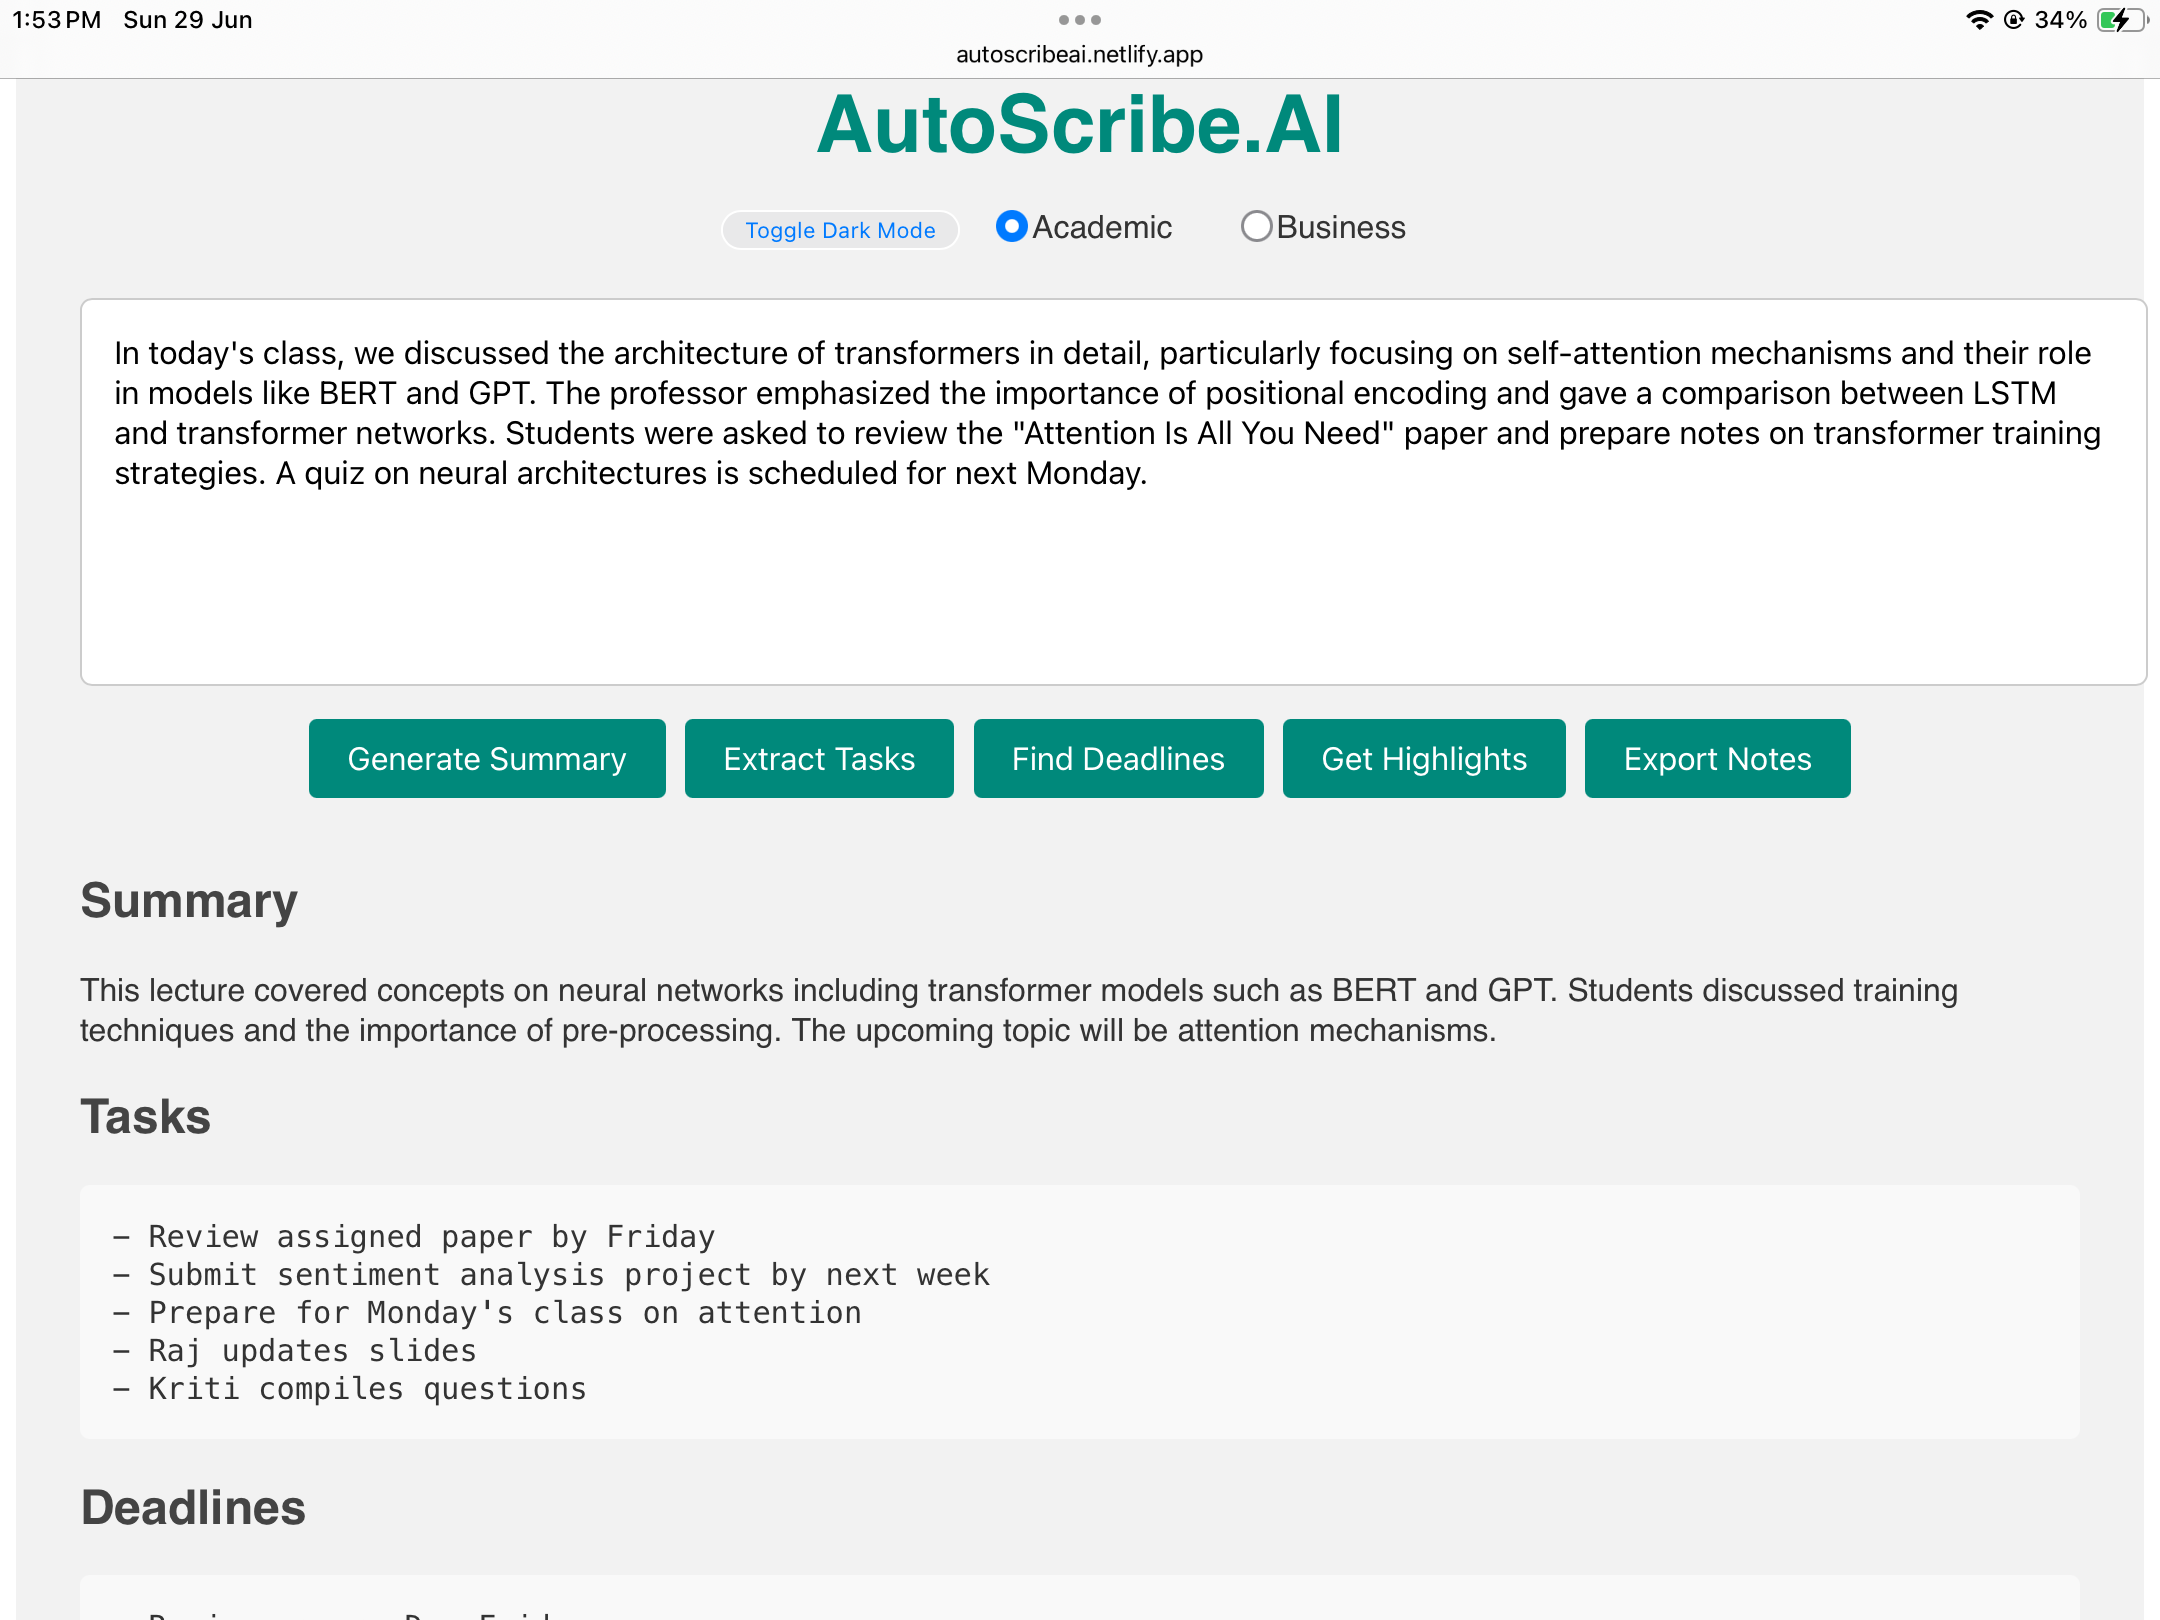 1:53 PM Sun 29 Jun
34%
autoscribeai.netlify.app
AutoScribe.AI
Toggle Dark Mode Academic Business
In today's class, we discussed the architecture of transformers in detail, particularly focusing on self-attention mechanisms and their role
in models like BERT and GPT. The professor emphasized the importance of positional encoding and gave a comparison between LSTM
and transformer networks. Students were asked to review the "Attention Is All You Need" paper and prepare notes on transformer training
strategies. A quiz on neural architectures is scheduled for next Monday.
Generate Summary Extract Tasks Find Deadlines Get Highlights Export Notes
Summary
This lecture covered concepts on neural networks including transformer models such as BERT and GPT. Students discussed training
techniques and the importance of pre-processing. The upcoming topic will be attention mechanisms.
Tasks
– Review assigned paper by Friday
– Submit sentiment analysis project by next week
– Prepare for Monday's class on attention
– Raj updates slides
– Kriti compiles questions
Deadlines